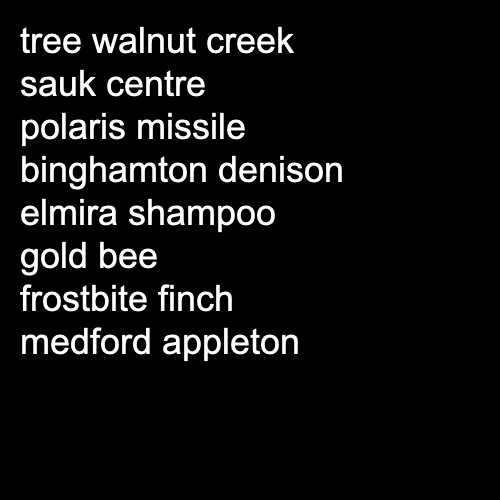 tree walnut creek
sauk centre
polaris missile
binghamton denison
elmira shampoo
gold bee
frostbite finch
medford appleton